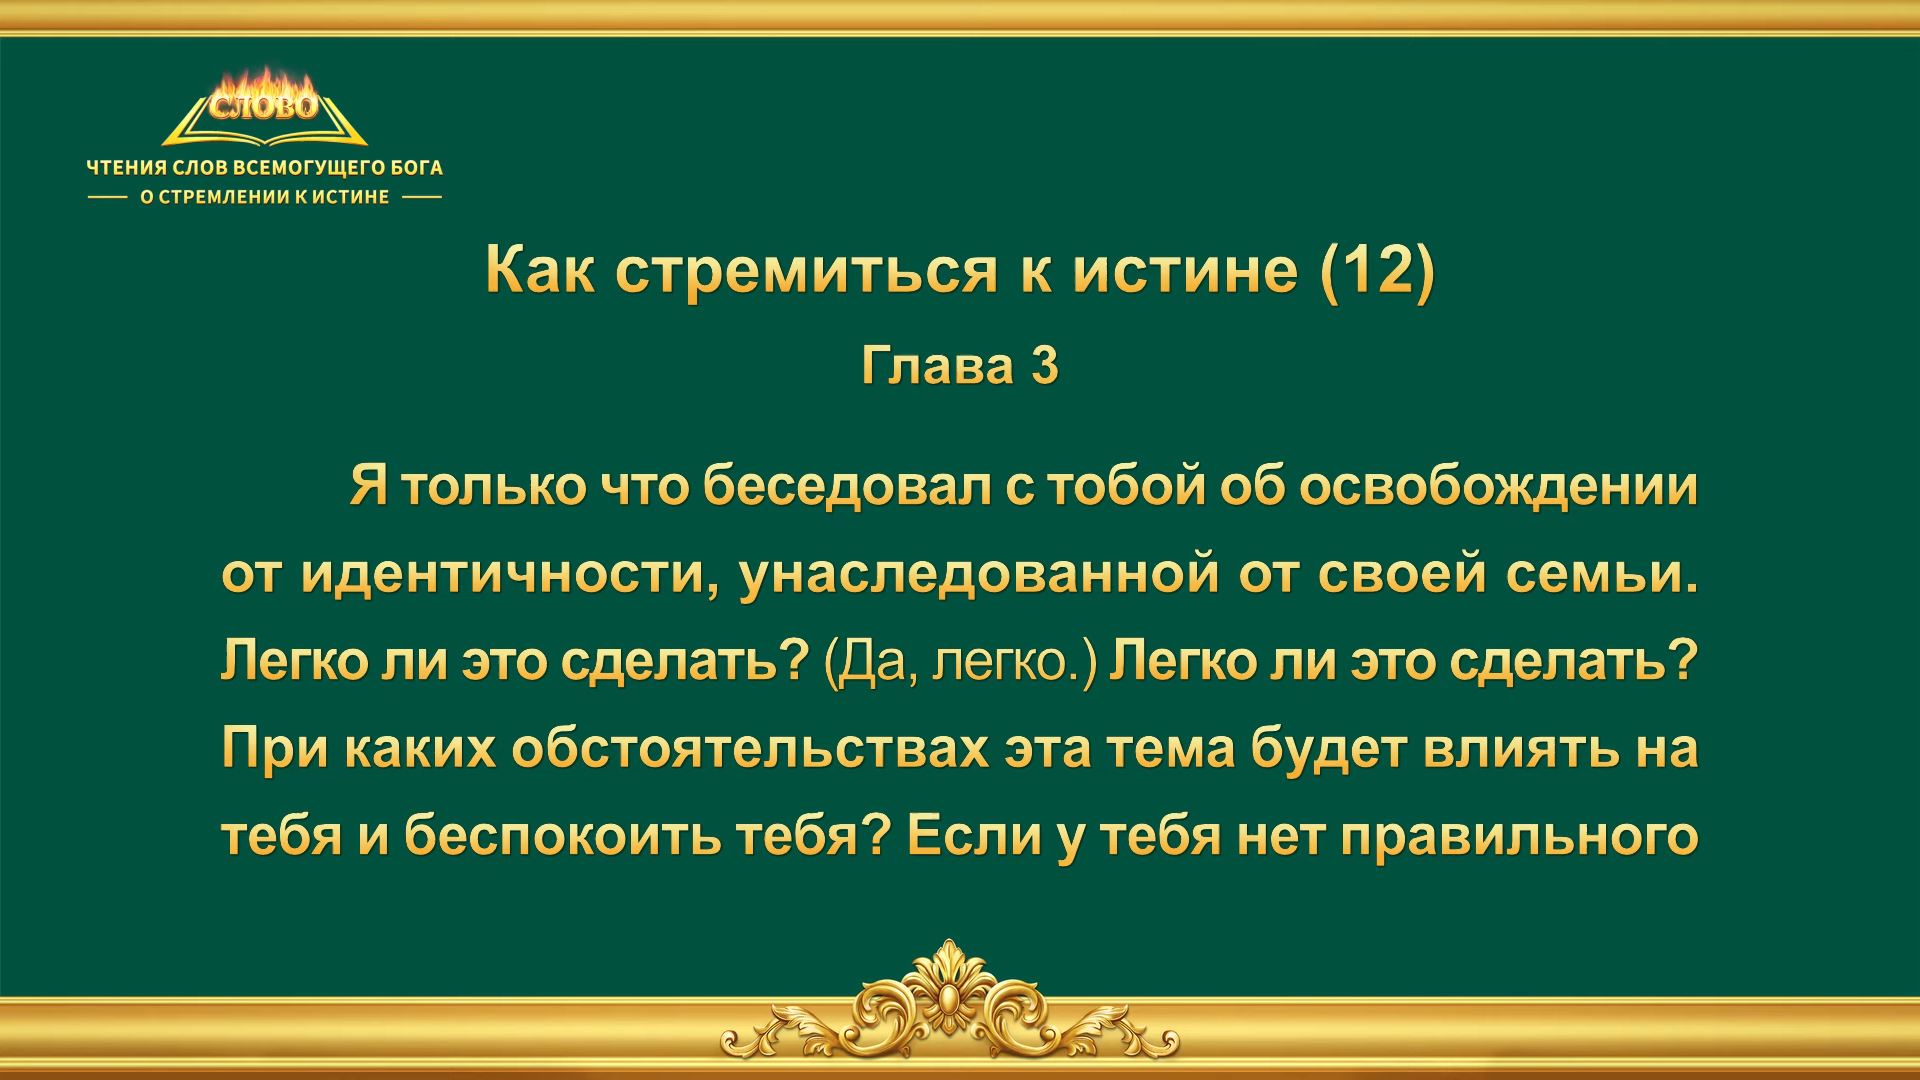 СЛОВО
ЧТЕНИЯ СЛОВ ВСЕМОГУЩЕГО БОГА
О СТРЕМЛЕНИИ К ИСТИНЕ
Как стремиться к истине (12)
Глава 3
Я только что беседовал с тобой об освобождении
от идентичности, унаследованной от своей семьи.
Легко ли это сделать? (Да, легко.) Легко ли это сделать?
При каких обстоятельствах эта тема будет влиять на
тебя и беспокоить тебя? Если у тебя нет правильного